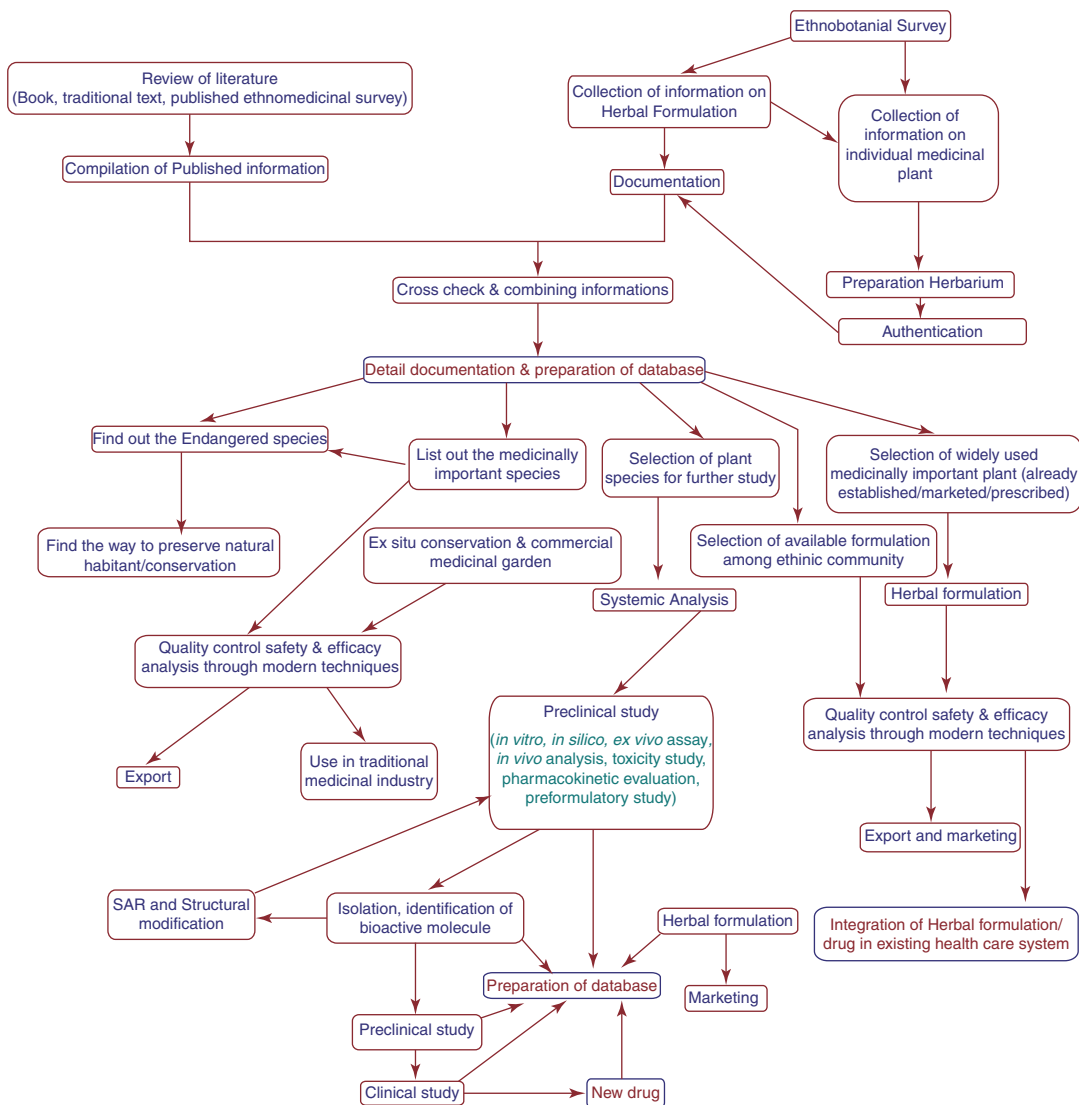 Ethnobotanial Survey
Review of literature
(Book, traditional text, published ethnomedicinal survey)
Collection of information on
Herbal Formulation
Collection of
information on
individual medicinal
plant
Compilation of Published information
Documentation
Cross check & combining informations
Preparation Herbarium
Authentication
Detail documentation & preparation of database
Find out the Endangered species
List out the medicinally
important species
Selection of plant
species for further study
Selection of widely used
medicinally important plant (already
established/marketed/prescribed)
Find the way to preserve natural
habitant/conservation
Ex situ conservation & commercial
medicinal garden
Selection of available formulation
among ethinic community
Systemic Analysis
Herbal formulation
Quality control safety & efficacy
analysis through modern techniques
Preclinical study
(in vitro, in silico, ex vivo assay,
in vivo analysis, toxicity study,
pharmacokinetic evaluation,
preformulatory study)
Quality control safety & efficacy
analysis through modern techniques
Export
Use in traditional
medicinal industry
Export and marketing
SAR and Structural
modification
Isolation, identification of
bioactive molecule
Herbal formulation
Integration of Herbal formulation/
drug in existing health care system
Preparation of database
Marketing
Preclinical study
Clinical study
New drug